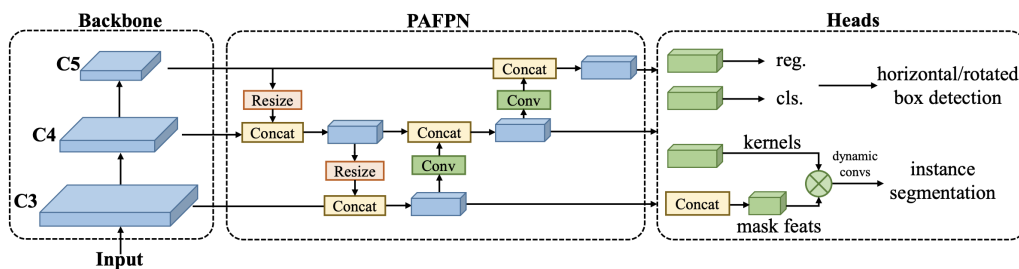 Backbone
PAFPN
Heads
C5
C4
C3
Input
Resize
Concat
Resize
Concat
Concat
Conv
Concat
Conv
reg.
cls.
horizontal/rotated
box detection
kernels
dynamic
convs
instance
segmentation
Concat
mask feats